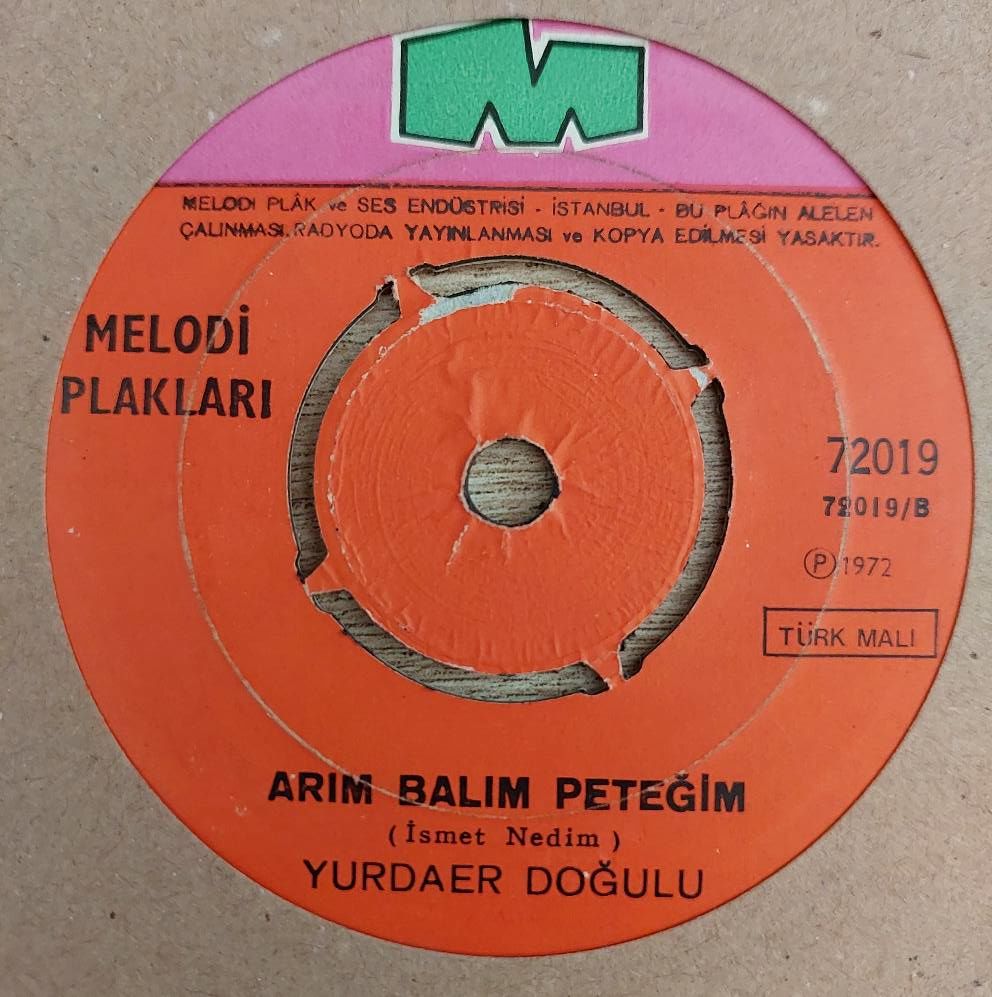 MELODI PLÂK ve SES ENDÜSTRİSİ - İSTANBUL - BU PLÂĞIN ALELEN
ÇALINMASI.RADYODA YAYINLANMASI ve KOPYA EDİLMESİ YASAKTIR.
MELODİ
PLAKLARI
72019
72019/B
Ⓟ 1972
TÜRK MALI
ARIM BALIM PETEĞİM
(İsmet Nedim)
YURDAER DOĞULU